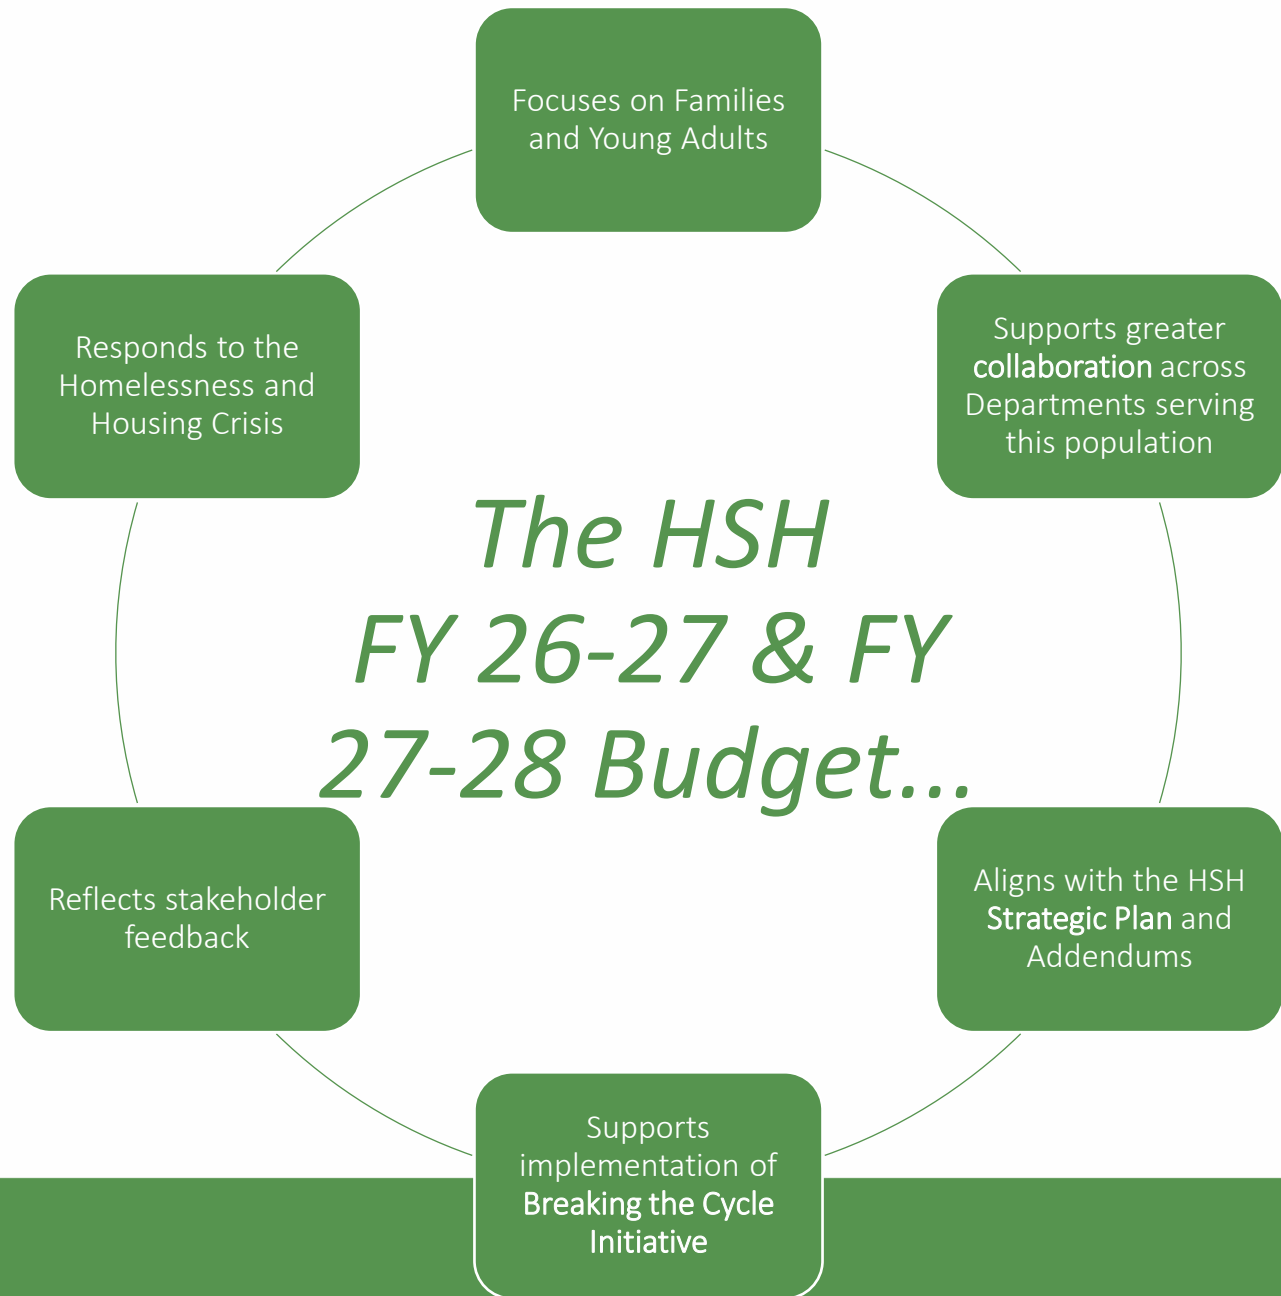 Focuses on Families
and Young Adults
Supports greater
collaboration across
Departments serving
this population
Aligns with the HSH
Strategic Plan and
Addendums
Supports
implementation of
Breaking the Cycle
Initiative
Reflects stakeholder
feedback
Responds to the
Homelessness and
Housing Crisis
The HSH
FY 26-27 & FY
27-28 Budget...